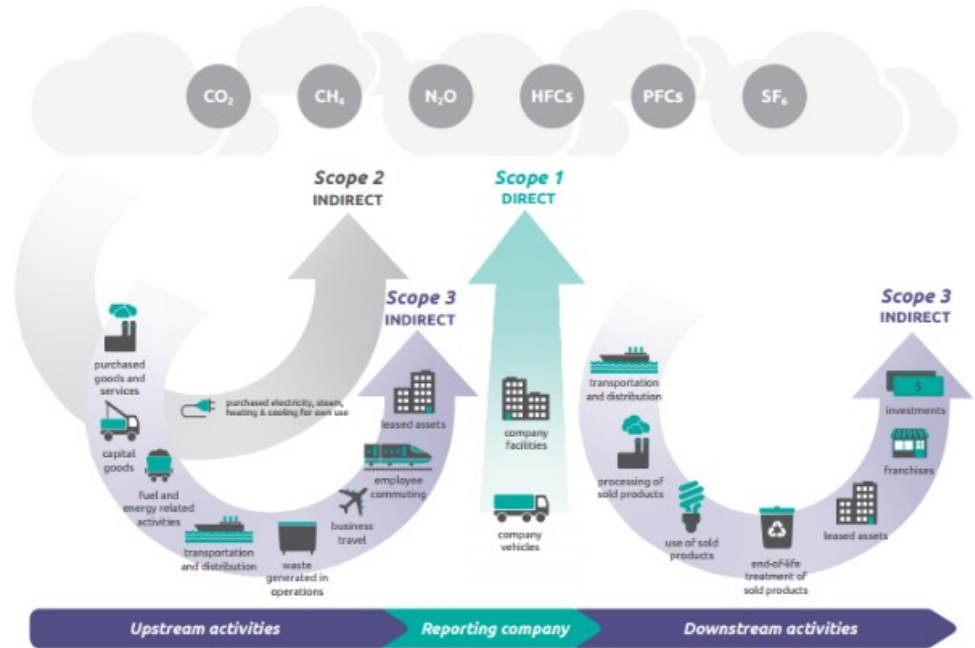 CO₂
CH₄
N₂O
HFCs
PFCs
SF₆
Scope 2
INDIRECT
Scope 1
DIRECT
Scope 3
INDIRECT
Scope 3
INDIRECT
purchased
goods and
services
capital
goods
fuel and
energy related
activities
transportation
and distribution
waste
generated in
operations
business
travel
employee
commuting
leased assets
purchased electricity, steam,
heating & cooling for own use
company
facilities
company
vehicles
transportation
and distribution
processing of
sold products
use of sold
products
end-of-life
treatment of
sold products
leased assets
franchises
investments
$
Upstream activities
Reporting company
Downstream activities